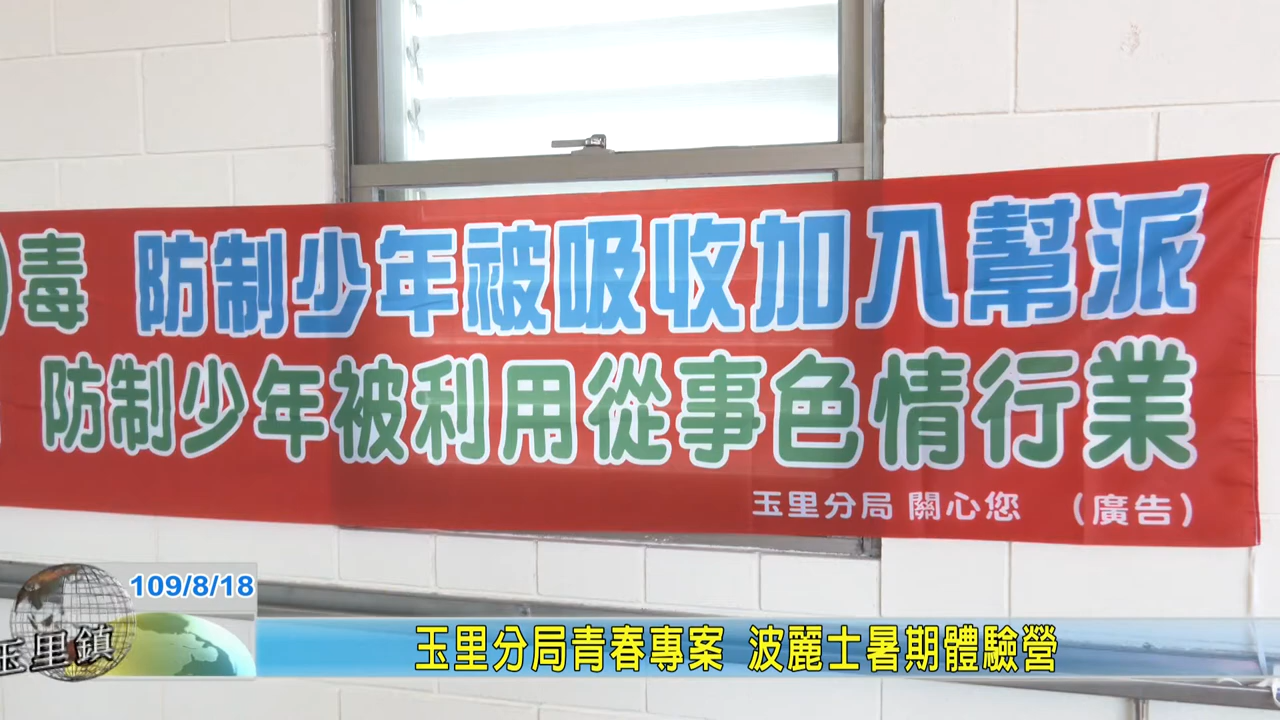 毒 防制少年被吸收加入幫派
防制少年被利用從事色情行業
玉里分局 關心您 (廣告)
109/8/18
玉里鎮
玉里分局青春專案 波麗士暑期體驗營